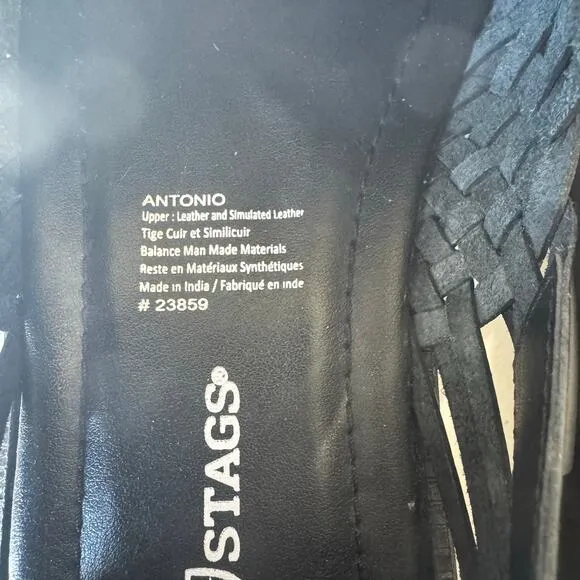 ANTONIO
Upper : Leather and Simulated Leather
Tige Cuir et Similicuir
Balance Man Made Materials
Reste en Matériaux Synthétiques
Made in India / Fabriqué en inde
# 23859
STAGS®